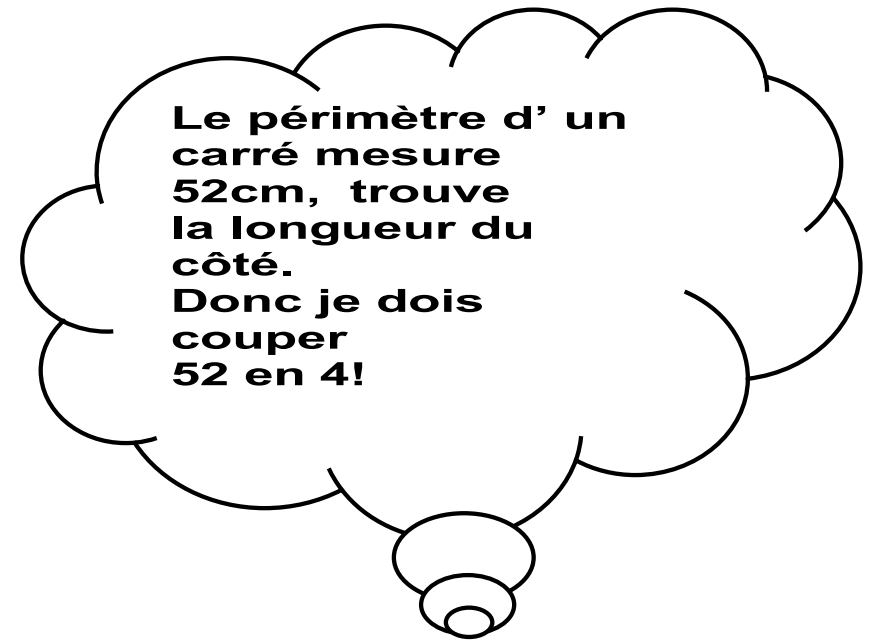 Le périmètre d’ un
carré mesure
52cm,  trouve
la longueur du
côté.
Donc je dois
couper
52 en 4!